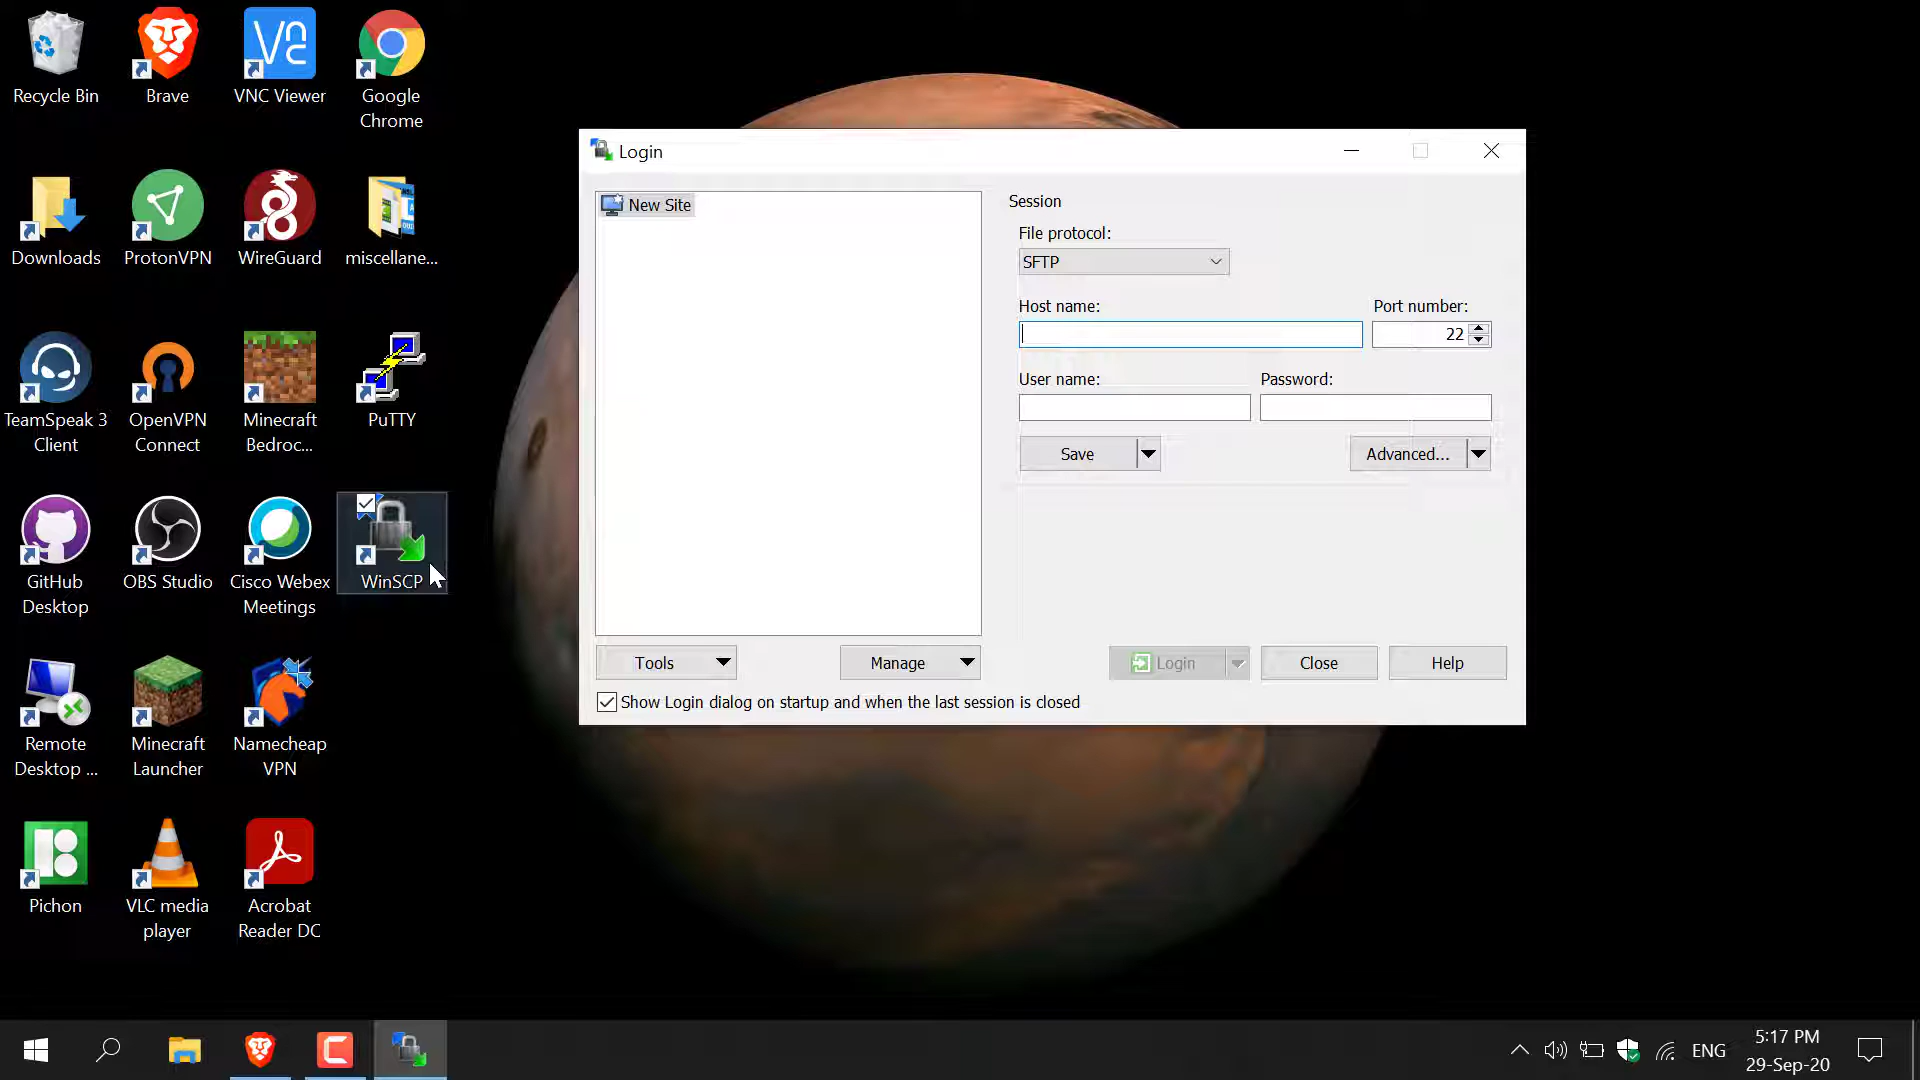 Recycle Bin
Brave
VNC Viewer
Google
Chrome
Downloads
ProtonVPN
WireGuard
miscellane...
TeamSpeak 3
Client
OpenVPN
Connect
Minecraft
Bedroc...
PuTTY
GitHub
Desktop
OBS Studio
Cisco Webex
Meetings
WinSCP
Remote
Desktop ...
Minecraft
Launcher
Namecheap
VPN
Pichon
VLC media
player
Acrobat
Reader DC
Login
New Site
Session
File protocol:
SFTP
Host name:
Port number:
22
User name:
Password:
Save
Advanced...
Tools
Manage
Login
Close
Help
Show Login dialog on startup and when the last session is closed
ENG
5:17 PM
29-Sep-20